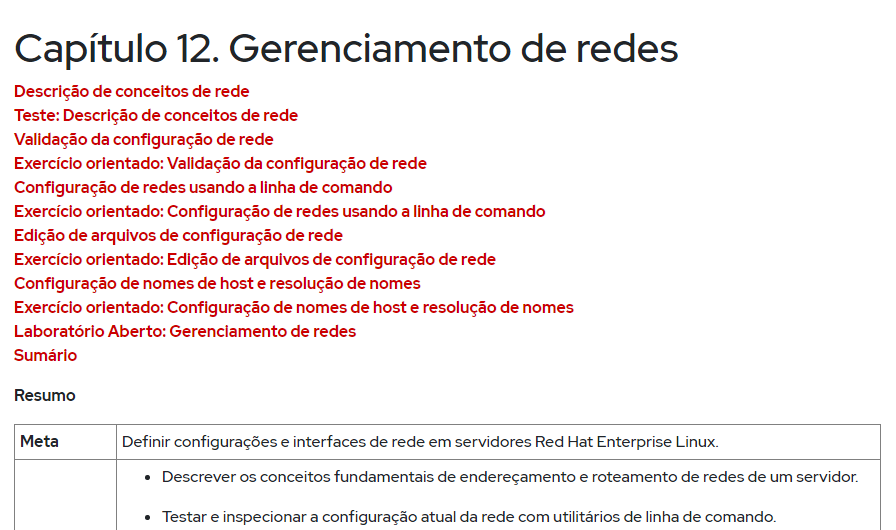 Capítulo 12. Gerenciamento de redes
Descrição de conceitos de rede
Teste: Descrição de conceitos de rede
Validação da configuração de rede
Exercício orientado: Validação da configuração de rede
Configuração de redes usando a linha de comando
Exercício orientado: Configuração de redes usando a linha de comando
Edição de arquivos de configuração de rede
Exercício orientado: Edição de arquivos de configuração de rede
Configuração de nomes de host e resolução de nomes
Exercício orientado: Configuração de nomes de host e resolução de nomes
Laboratório Aberto: Gerenciamento de redes
Sumário
Resumo
Meta Definir configurações e interfaces de rede em servidores Red Hat Enterprise Linux.
• Descrever os conceitos fundamentais de endereçamento e roteamento de redes de um servidor.
• Testar e inspecionar a configuração atual da rede com utilitários de linha de comando.